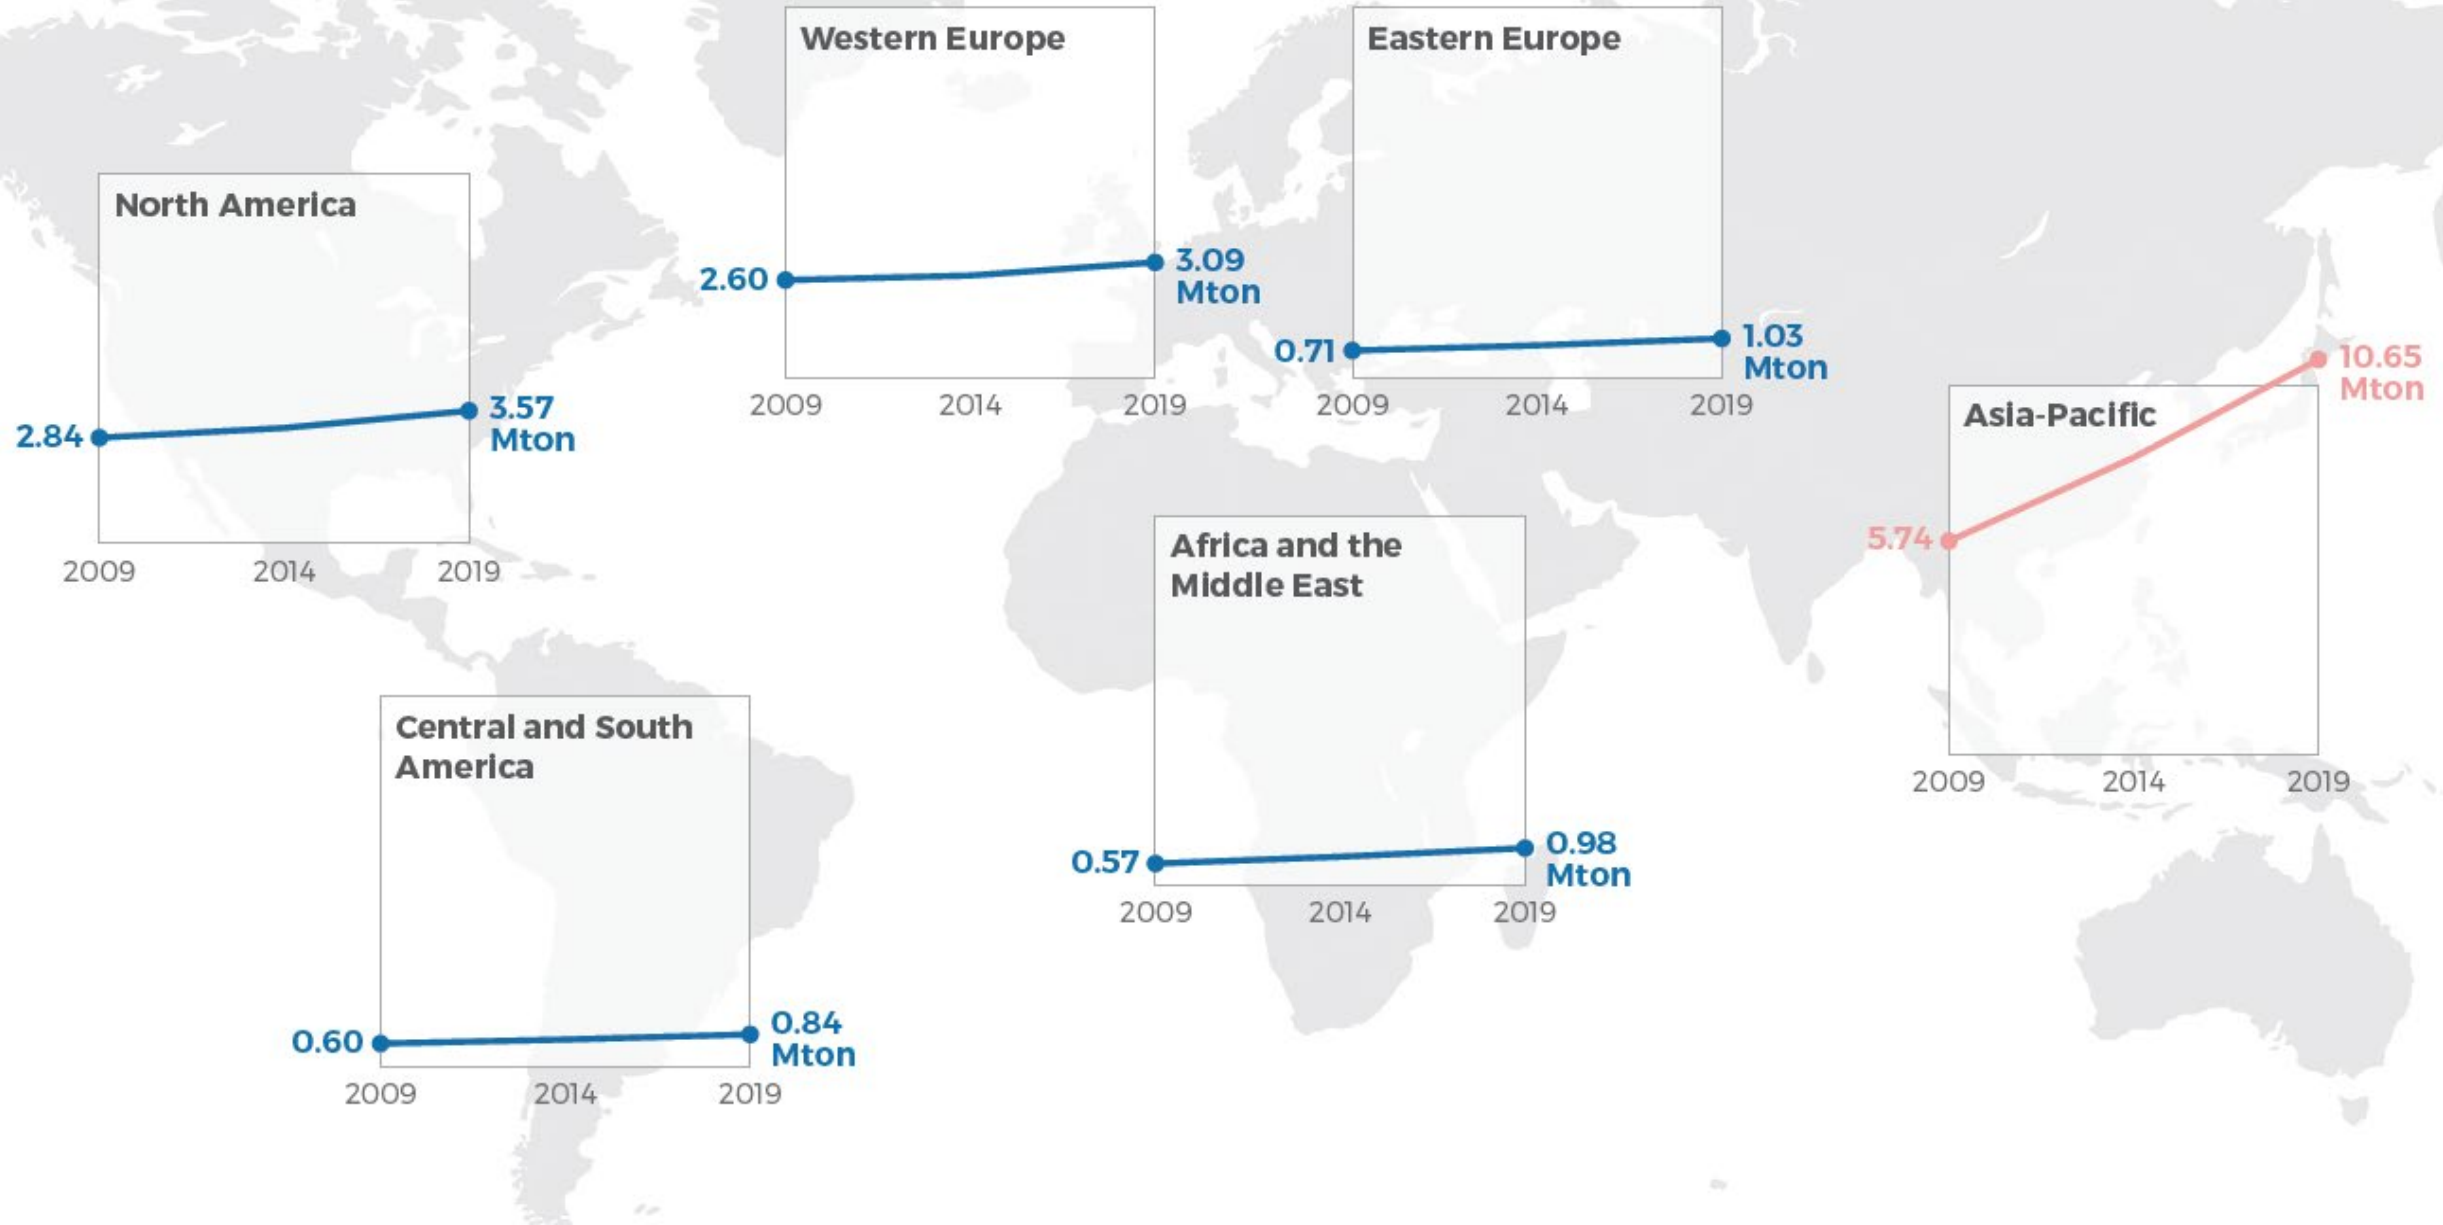 Western Europe
2.60
3.09
Mton
2009 2014 2019
Eastern Europe
0.71
1.03
Mton
2009 2014 2019
North America
2.84
3.57
Mton
2009 2014 2019
Asia-Pacific
5.74
10.65
Mton
2009 2014 2019
Africa and the
Middle East
0.57
0.98
Mton
2009 2014 2019
Central and South
America
0.60
0.84
Mton
2009 2014 2019